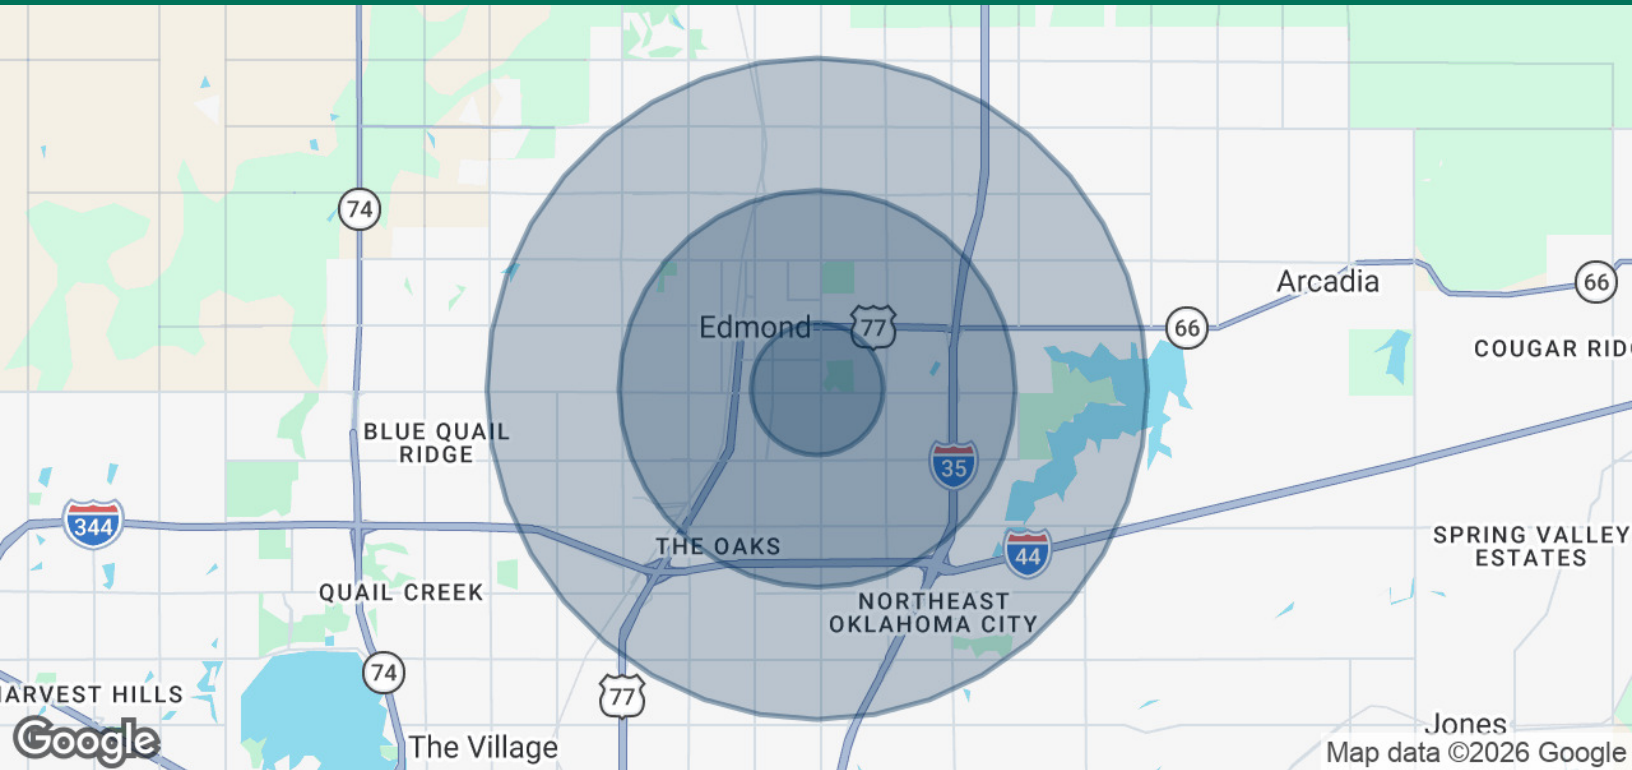 74
Arcadia
66
Edmond
77
66
COUGAR RID
BLUE QUAIL
RIDGE
35
344
THE OAKS
44
SPRING VALLEY
ESTATES
QUAIL CREEK
NORTHEAST
OKLAHOMA CITY
74
HARVEST HILLS
77
Google
The Village
Jones
Map data ©2026 Google